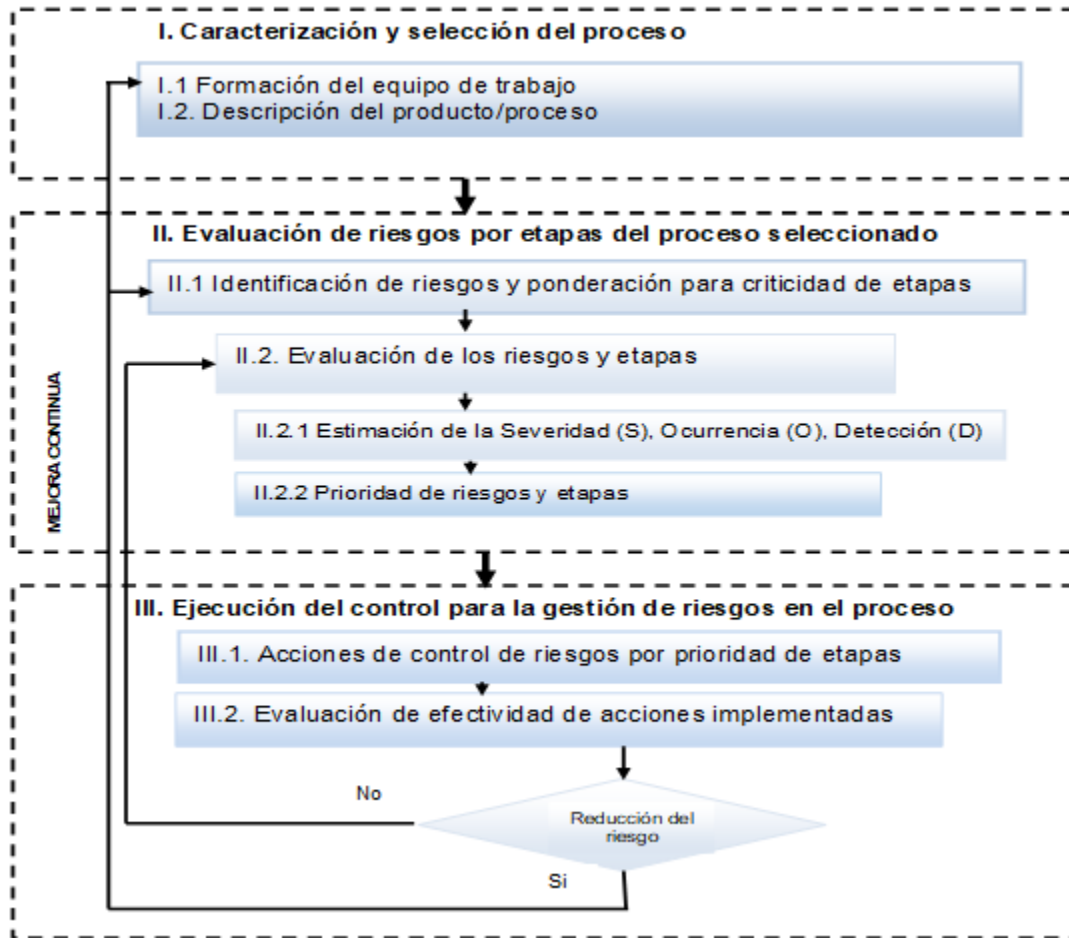 I. Caracterización y selección del proceso
I.1 Formación del equipo de trabajo
I.2. Descripción del producto/proceso
II. Evaluación de riesgos por etapas del proceso seleccionado
II.1 Identificación de riesgos y ponderación para criticidad de etapas
II.2. Evaluación de los riesgos y etapas
II.2.1 Estimación de la Severidad (S), Ocurrencia (O), Detección (D)
II.2.2 Prioridad de riesgos y etapas
MEJORA CONTINUA
III. Ejecución del control para la gestión de riesgos en el proceso
III.1. Acciones de control de riesgos por prioridad de etapas
III.2. Evaluación de efectividad de acciones implementadas
No
Reducción del
riesgo
Si